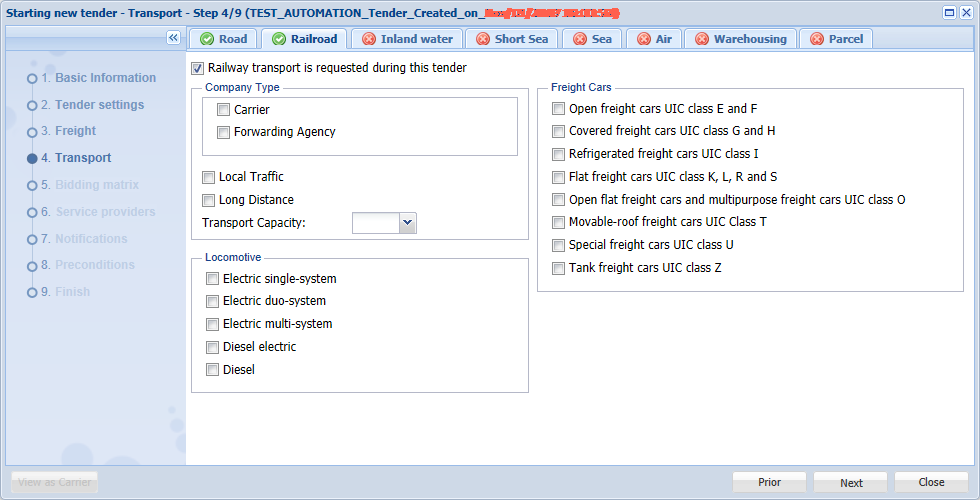 Starting new tender - Transport - Step 4/9 (TEST_AUTOMATION_Tender_Created_on_
Road Railroad Inland water Short Sea Sea Air Warehousing Parcel
1. Basic Information
2. Tender settings
3. Freight
4. Transport
5. Bidding matrix
6. Service providers
7. Notifications
8. Preconditions
9. Finish
Railway transport is requested during this tender
Company Type
Carrier
Forwarding Agency
Local Traffic
Long Distance
Transport Capacity:
Locomotive
Electric single-system
Electric duo-system
Electric multi-system
Diesel electric
Diesel
Freight Cars
Open freight cars UIC class E and F
Covered freight cars UIC class G and H
Refrigerated freight cars UIC class I
Flat freight cars UIC class K, L, R and S
Open flat freight cars and multipurpose freight cars UIC class O
Movable-roof freight cars UIC Class T
Special freight cars UIC class U
Tank freight cars UIC class Z
View as Carrier Prior Next Close